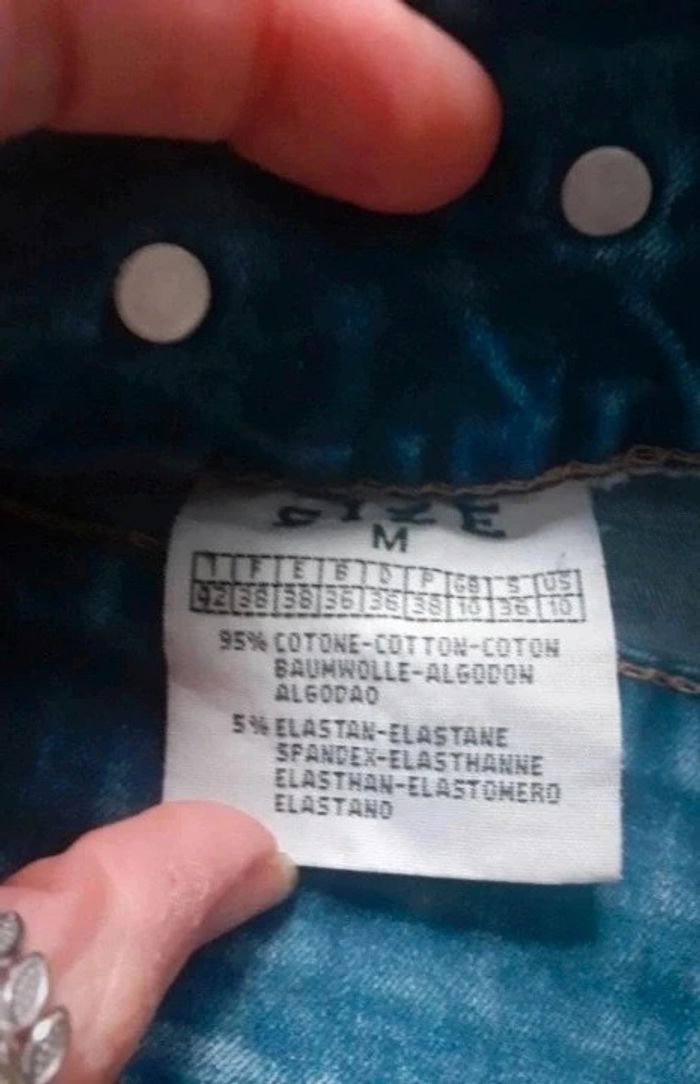 SIZE
M
I F E B D P GB S US
42 38 38 36 36 38 10 36 10
95% COTONE-COTTON-COTON
BAUMWOLLE-ALGODON
ALGODAO
5% ELASTAN-ELASTANE
SPANDEX-ELASTHANNE
ELASTHAN-ELASTOMERO
ELASTANO